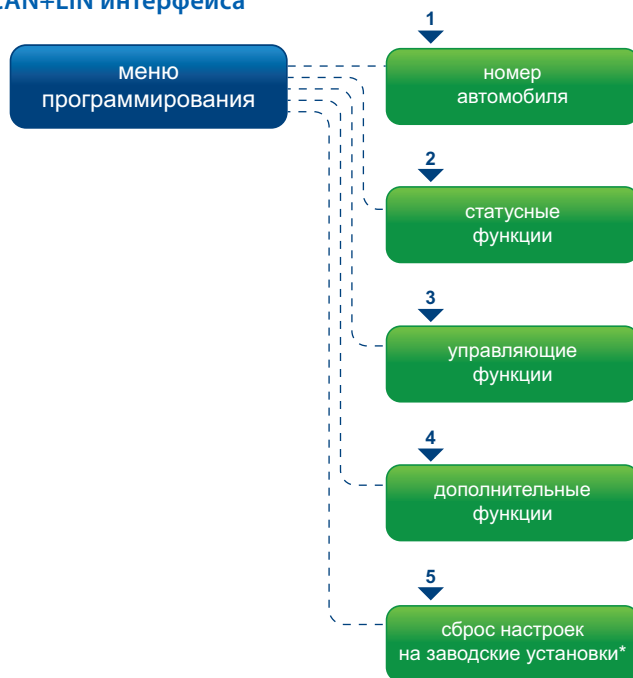 CAN+LIN интерфейса
меню
программирования
1
номер
автомобиля
2
статусные
функции
3
управляющие
функции
4
дополнительные
функции
5
сброс настроек
на заводские установки*